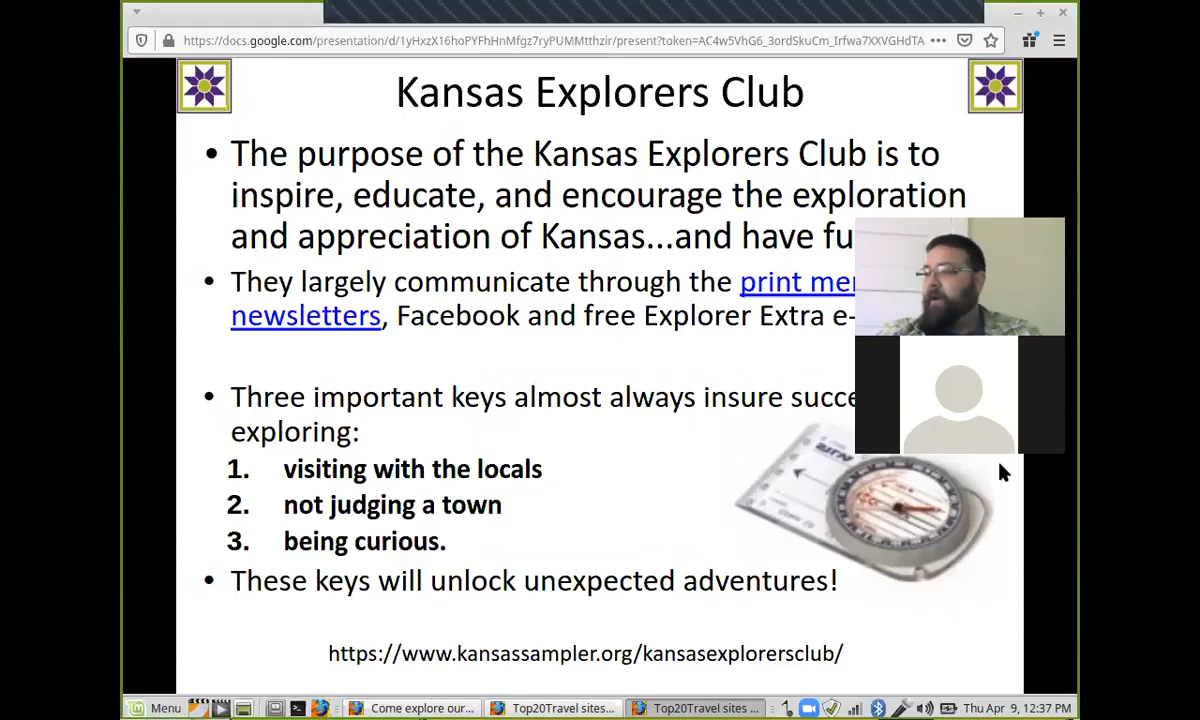 https://docs.google.com/presentation/d/1yHxzX16hoPYFhHnMfgz7ryPUMMtthzir/present?token=AC4w5VhG6_3ordSkuCm_Irfwa7XXVGHdTA
Kansas Explorers Club
• The purpose of the Kansas Explorers Club is to
inspire, educate, and encourage the exploration
and appreciation of Kansas...and have fu
• They largely communicate through the print mem
newsletters, Facebook and free Explorer Extra e-
• Three important keys almost always insure succe
exploring:
1. visiting with the locals
2. not judging a town
3. being curious.
• These keys will unlock unexpected adventures!
https://www.kansassampler.org/kansasexplorersclub/
Menu Come explore our... Top20Travel sites... Top20Travel sites ... Thu Apr 9, 12:37 PM